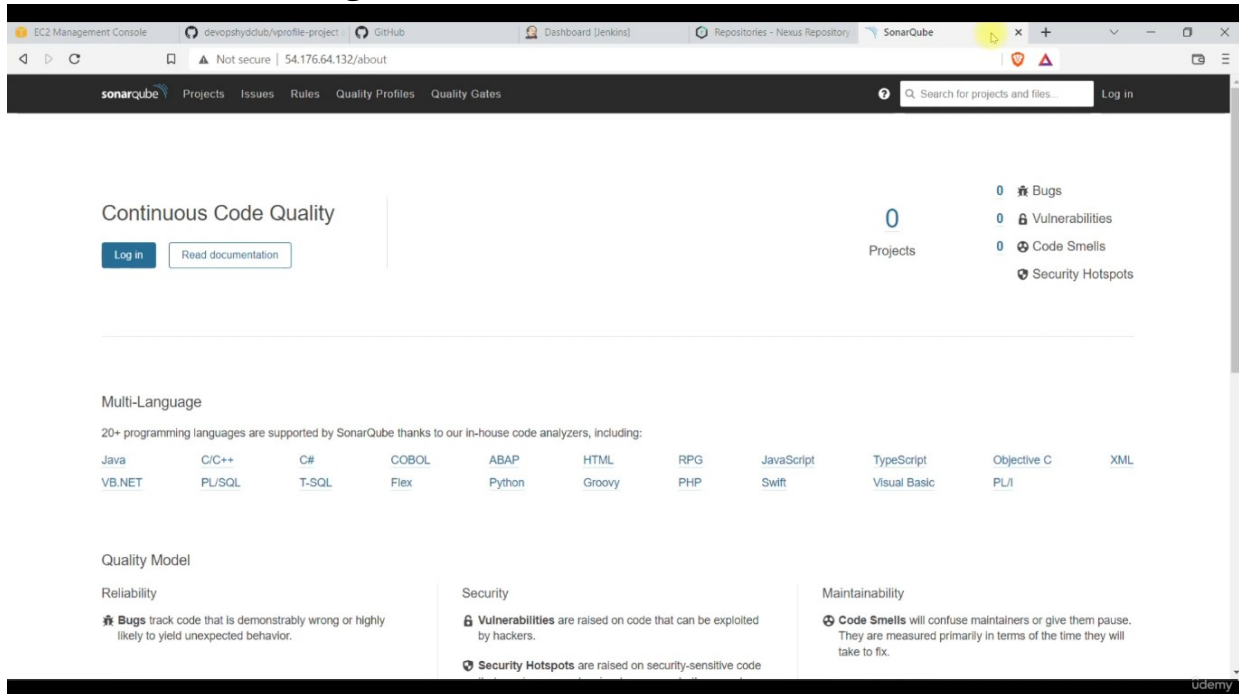 EC2 Management Console devopshydclub/vprofile-project GitHub Dashboard [Jenkins] Repositories - Nexus Repository SonarQube
Not secure | 54.176.64.132/about
sonarqube Projects Issues Rules Quality Profiles Quality Gates Search for projects and files... Log in
Continuous Code Quality
Log in Read documentation
0
Projects
0 Bugs
0 Vulnerabilities
0 Code Smells
Security Hotspots
Multi-Language
20+ programming languages are supported by SonarQube thanks to our in-house code analyzers, including:
Java C/C++ C# COBOL ABAP HTML RPG JavaScript TypeScript Objective C XML
VB.NET PL/SQL T-SQL Flex Python Groovy PHP Swift Visual Basic PL/I
Quality Model
Reliability
Bugs track code that is demonstrably wrong or highly
likely to yield unexpected behavior.
Security
Vulnerabilities are raised on code that can be exploited
by hackers.
Security Hotspots are raised on security-sensitive code
Maintainability
Code Smells will confuse maintainers or give them pause.
They are measured primarily in terms of the time they will
take to fix.
udemy